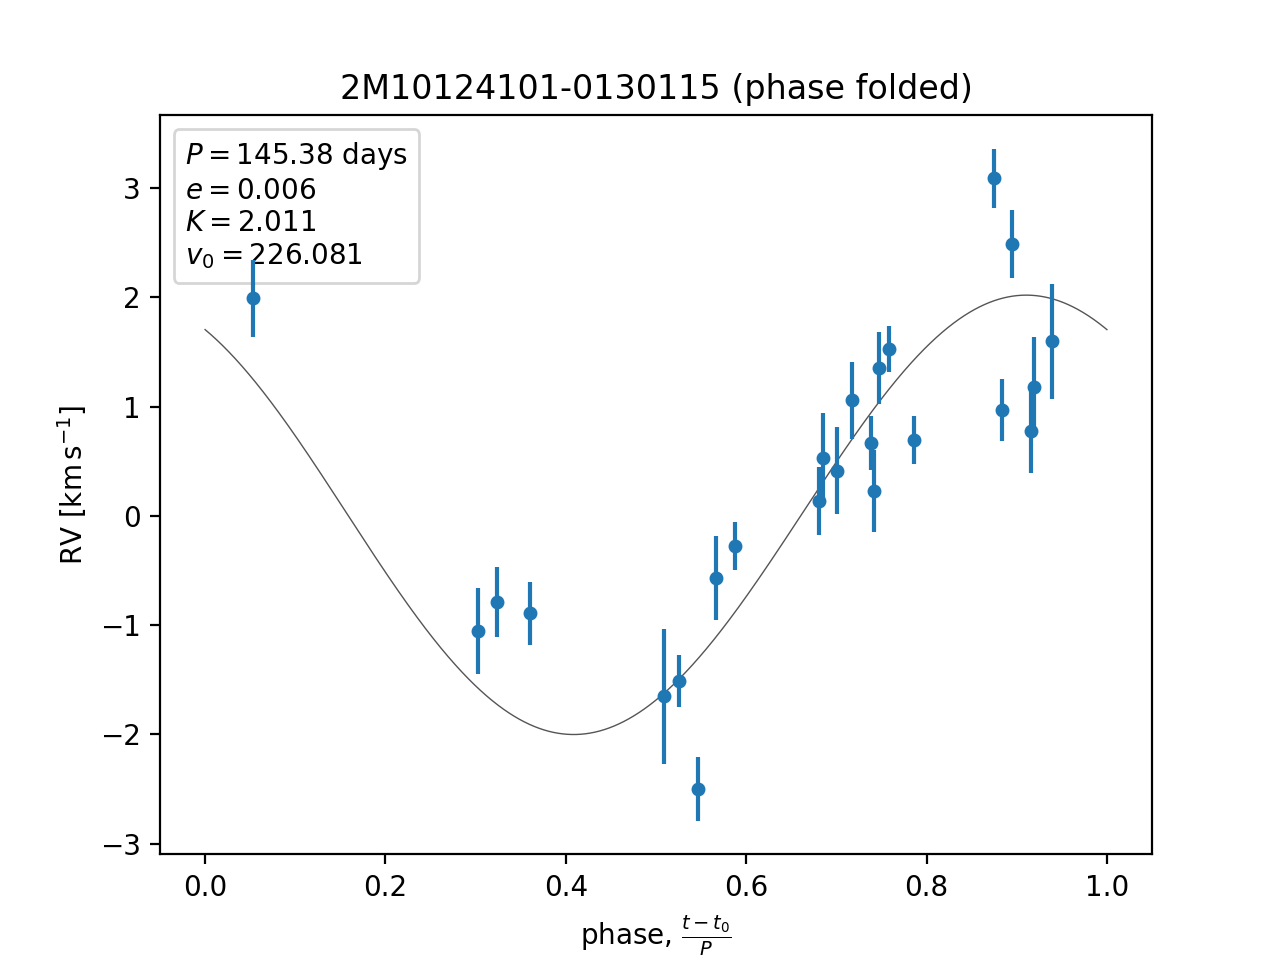 2M10124101-0130115 (phase folded)
P = 145.38 days
e = 0.006
K = 2.011
v₀ = 226.081
3
2
1
0
−1
−2
−3
RV [km s⁻¹]
0.0 0.2 0.4 0.6 0.8 1.0
phase, (t − t₀)/P